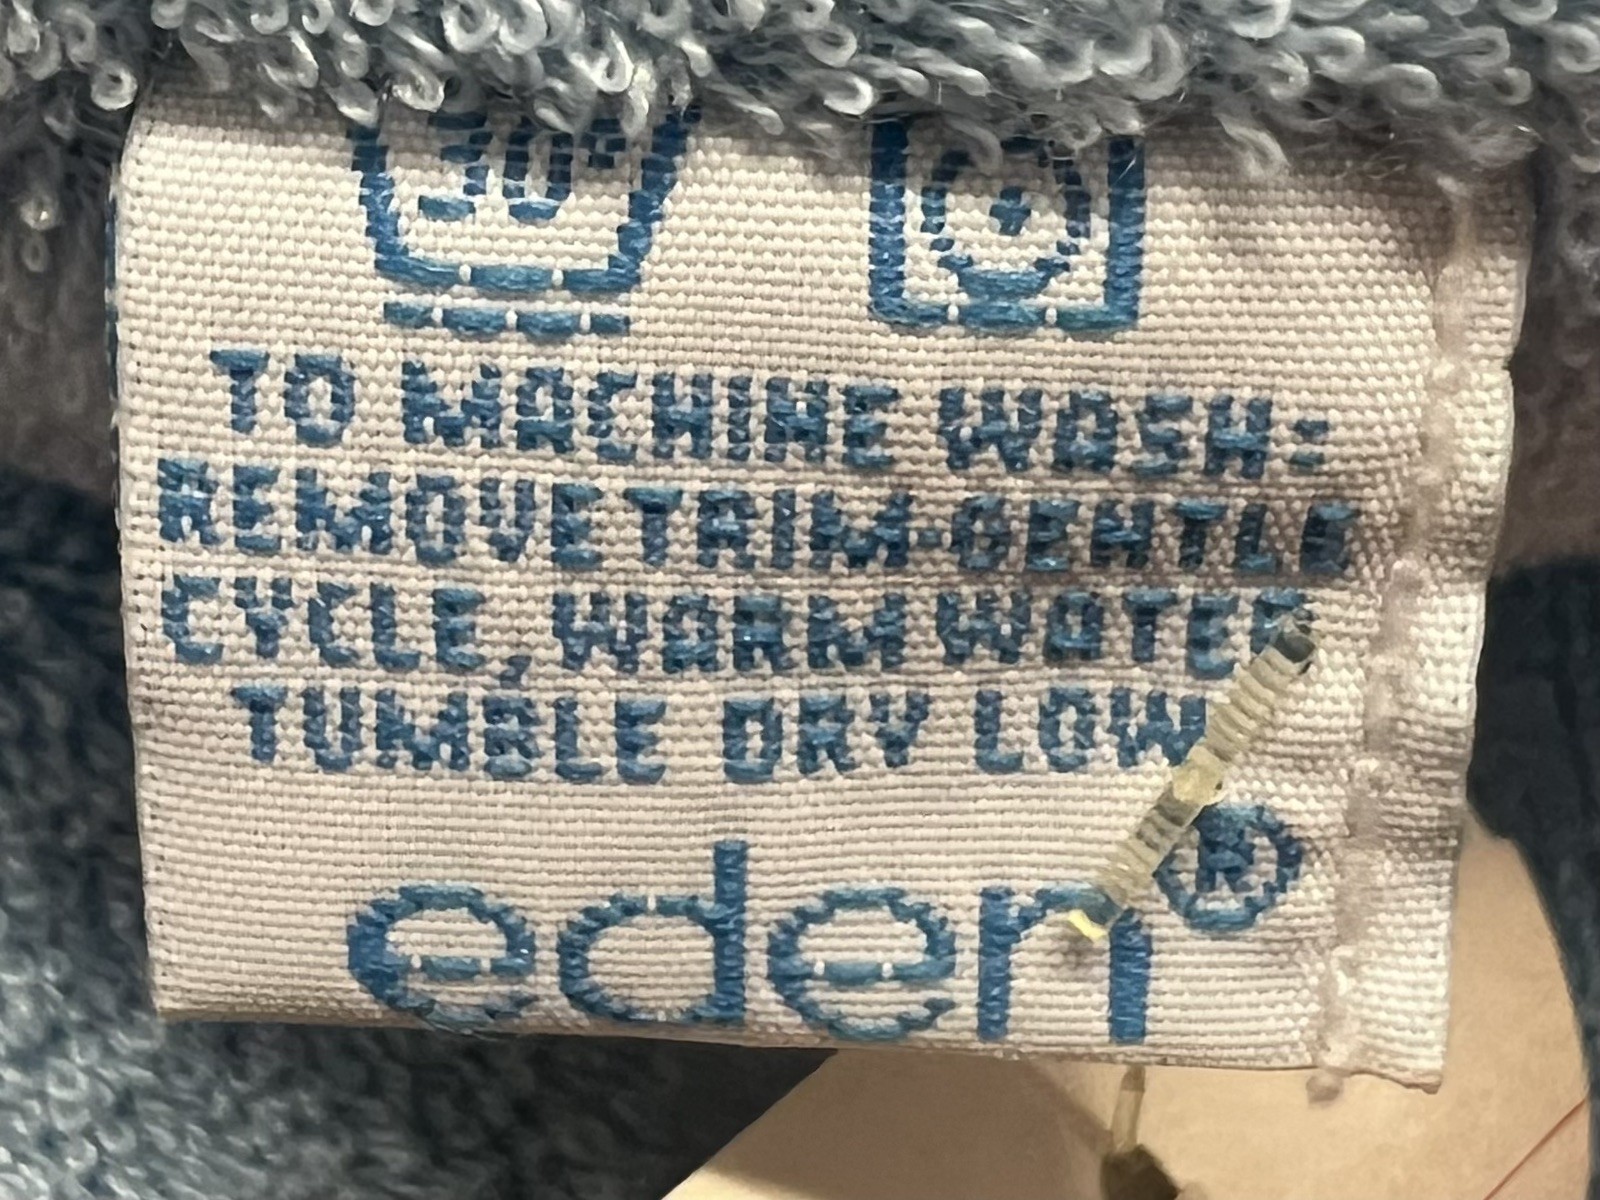 30°
TO MACHINE WASH:
REMOVE TRIM-GENTLE
CYCLE, WARM WATER
TUMBLE DRY LOW
eden®